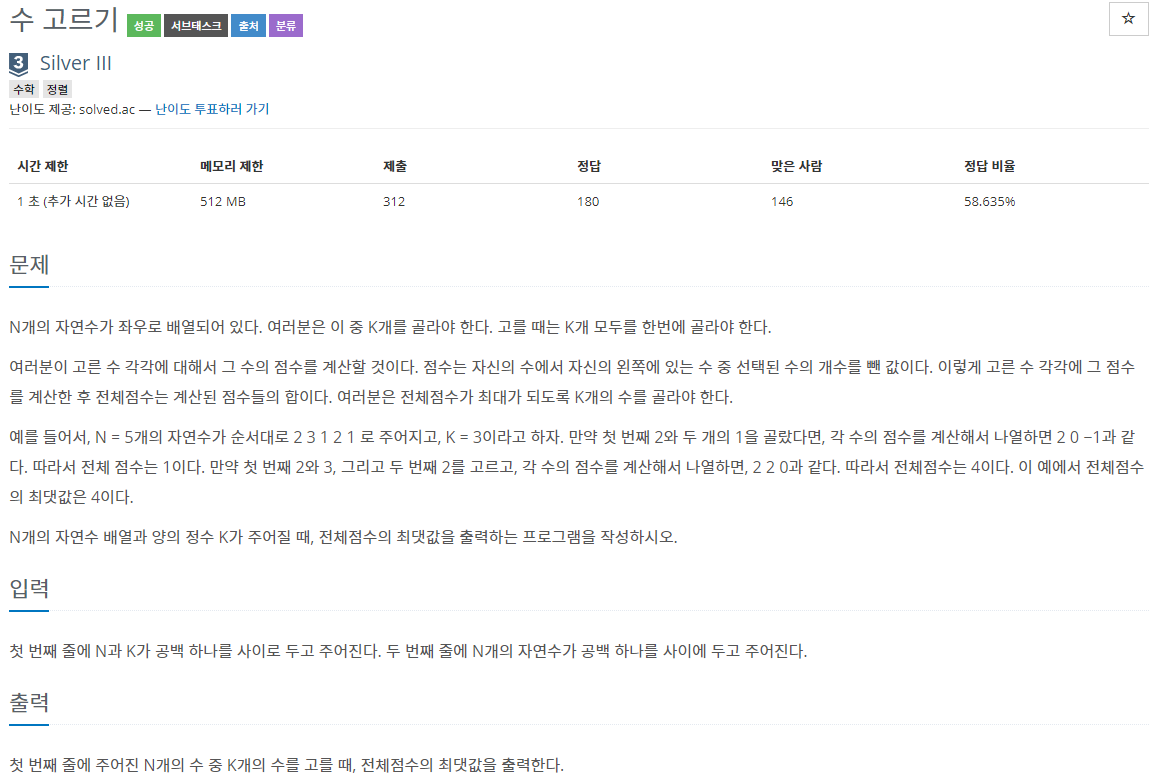 수 고르기 성공 서브태스크 출처 분류
☆
3 Silver III
수학 정렬
난이도 제공: solved.ac — 난이도 투표하러 가기
시간 제한 메모리 제한 제출 정답 맞은 사람 정답 비율
1 초 (추가 시간 없음) 512 MB 312 180 146 58.635%
문제
N개의 자연수가 좌우로 배열되어 있다. 여러분은 이 중 K개를 골라야 한다. 고를 때는 K개 모두를 한번에 골라야 한다.
여러분이 고른 수 각각에 대해서 그 수의 점수를 계산할 것이다. 점수는 자신의 수에서 자신의 왼쪽에 있는 수 중 선택된 수의 개수를 뺀 값이다. 이렇게 고른 수 각각에 그 점수
를 계산한 후 전체점수는 계산된 점수들의 합이다. 여러분은 전체점수가 최대가 되도록 K개의 수를 골라야 한다.
예를 들어서, N = 5개의 자연수가 순서대로 2 3 1 2 1 로 주어지고, K = 3이라고 하자. 만약 첫 번째 2와 두 개의 1을 골랐다면, 각 수의 점수를 계산해서 나열하면 2 0 −1과 같
다. 따라서 전체 점수는 1이다. 만약 첫 번째 2와 3, 그리고 두 번째 2를 고르고, 각 수의 점수를 계산해서 나열하면, 2 2 0과 같다. 따라서 전체점수는 4이다. 이 예에서 전체점수
의 최댓값은 4이다.
N개의 자연수 배열과 양의 정수 K가 주어질 때, 전체점수의 최댓값을 출력하는 프로그램을 작성하시오.
입력
첫 번째 줄에 N과 K가 공백 하나를 사이로 두고 주어진다. 두 번째 줄에 N개의 자연수가 공백 하나를 사이에 두고 주어진다.
출력
첫 번째 줄에 주어진 N개의 수 중 K개의 수를 고를 때, 전체점수의 최댓값을 출력한다.